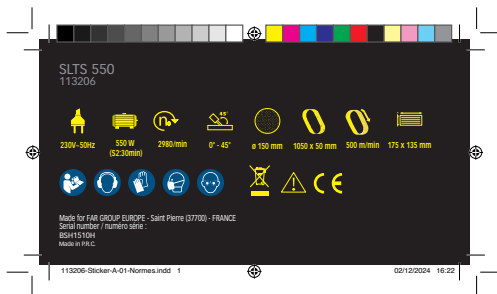 SLTS 550
113206
45°
n
230V~50Hz
550 W
(S2:30min)
2980/min
0° - 45°
ø 150 mm
1050 x 50 mm
500 m/min
175 x 135 mm
Made for FAR GROUP EUROPE - Saint Pierre (37700) - FRANCE
Serial number / numéro série :
BSH1510H
Made in P.R.C.
113206-Sticker-A-01-Normes.indd 1
02/12/2024 16:22